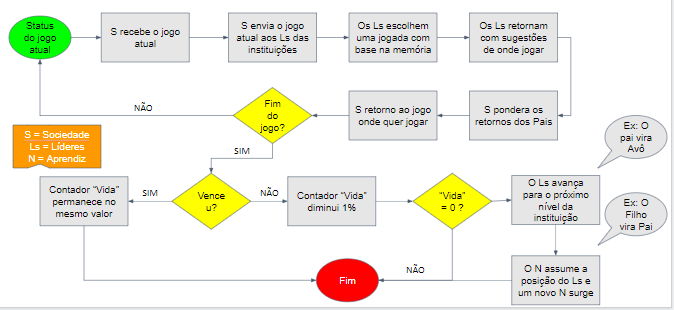 Status
do jogo
atual
S recebe o jogo
atual
S envia o jogo
atual aos Ls das
instituições
Os Ls escolhem
uma jogada com
base na memória
Os Ls retornam
com sugestões
de onde jogar
S pondera os
retornos dos Pais
S retorno ao jogo
onde quer jogar
Fim
do
jogo?
NÃO
SIM
S = Sociedade
Ls = Líderes
N = Aprendiz
Vence
u?
SIM
Contador “Vida”
permanece no
mesmo valor
NÃO
Contador “Vida”
diminui 1%
“Vida”
= 0 ?
O Ls avança
para o próximo
nível da
instituição
Ex: O
pai vira
Avô
Ex: O
Filho
vira Pai
O N assume a
posição do Ls e
um novo N surge
NÃO
Fim